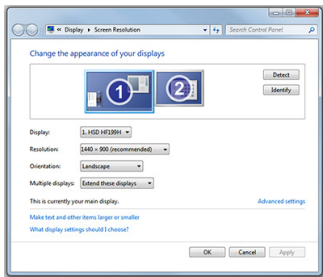 « Display ▸ Screen Resolution
Search Control Panel
Change the appearance of your displays
1
2
Detect
Identify
Display: 1. HSD HF199H
Resolution: 1440 × 900 (recommended)
Orientation: Landscape
Multiple displays: Extend these displays
This is currently your main display. Advanced settings
Make text and other items larger or smaller
What display settings should I choose?
OK Cancel Apply